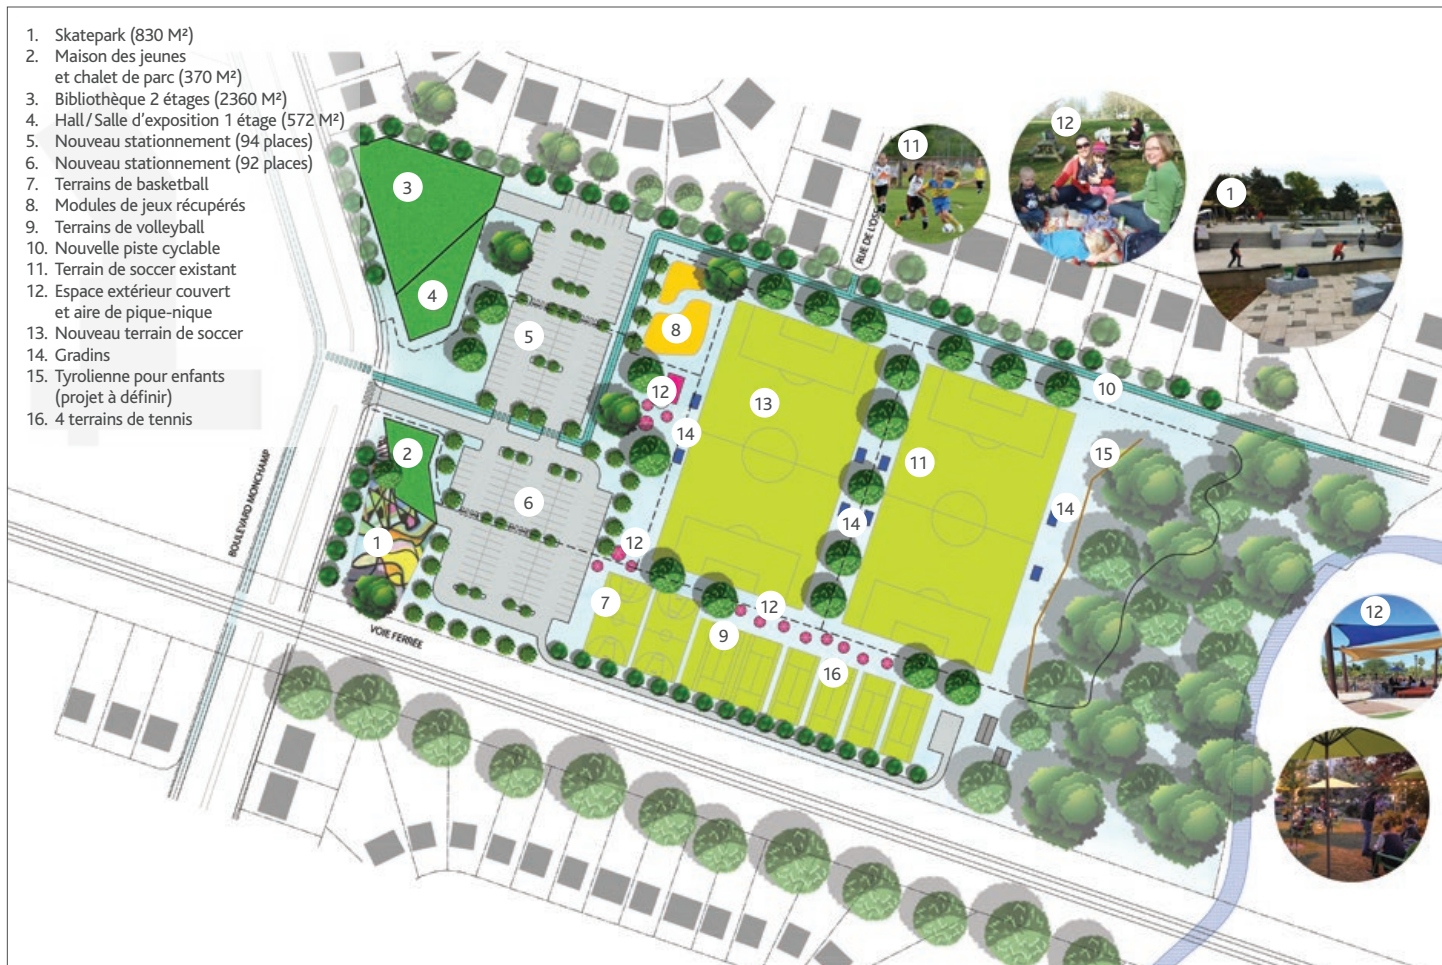 1. Skatepark (830 M²)
2. Maison des jeunes
et chalet de parc (370 M²)
3. Bibliothèque 2 étages (2360 M²)
4. Hall/Salle d'exposition 1 étage (572 M²)
5. Nouveau stationnement (94 places)
6. Nouveau stationnement (92 places)
7. Terrains de basketball
8. Modules de jeux récupérés
9. Terrains de volleyball
10. Nouvelle piste cyclable
11. Terrain de soccer existant
12. Espace extérieur couvert
et aire de pique-nique
13. Nouveau terrain de soccer
14. Gradins
15. Tyrolienne pour enfants
(projet à définir)
16. 4 terrains de tennis
12
11
1
3
RUE DE
4
5
8
10
12
13
14
2
11
15
BOULEVARD MONCHAMP
6
14
14
1
12
7
12
9
12
VOIE FERRÉE
16